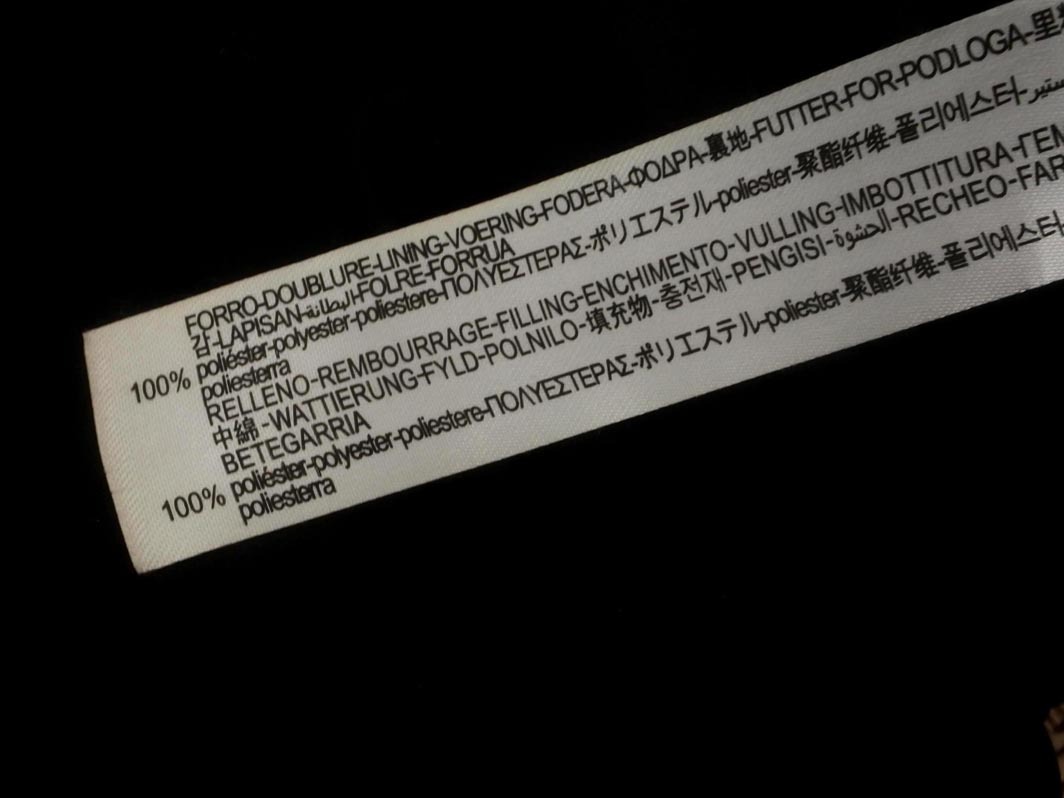 FORRO-DOUBLURE-LINING-VOERING-FODERA-ΦΟΔΡΑ-裏地-FUTTER-FOR-PODLOGA-里
감-LAPISAN-البطانة-FOLRE-FORRUA
100% poliéster-polyester-poliestere-ΠΟΛΥΕΣΤΕΡΑΣ-ポリエステル-poliester-聚酯纤维-폴리에스터-
poliesterra
RELLENO-REMBOURRAGE-FILLING-ENCHIMENTO-VULLING-IMBOTTITURA-ΓΕΜ
中綿-WATTIERUNG-FYLD-POLNILO-填充物-충전재-PENGISI-الحشوة-RECHEO-FAR
BETEGARRIA
100% poliéster-polyester-poliestere-ΠΟΛΥΕΣΤΕΡΑΣ-ポリエステル-poliester-聚酯纤维-폴리에스터
poliesterra